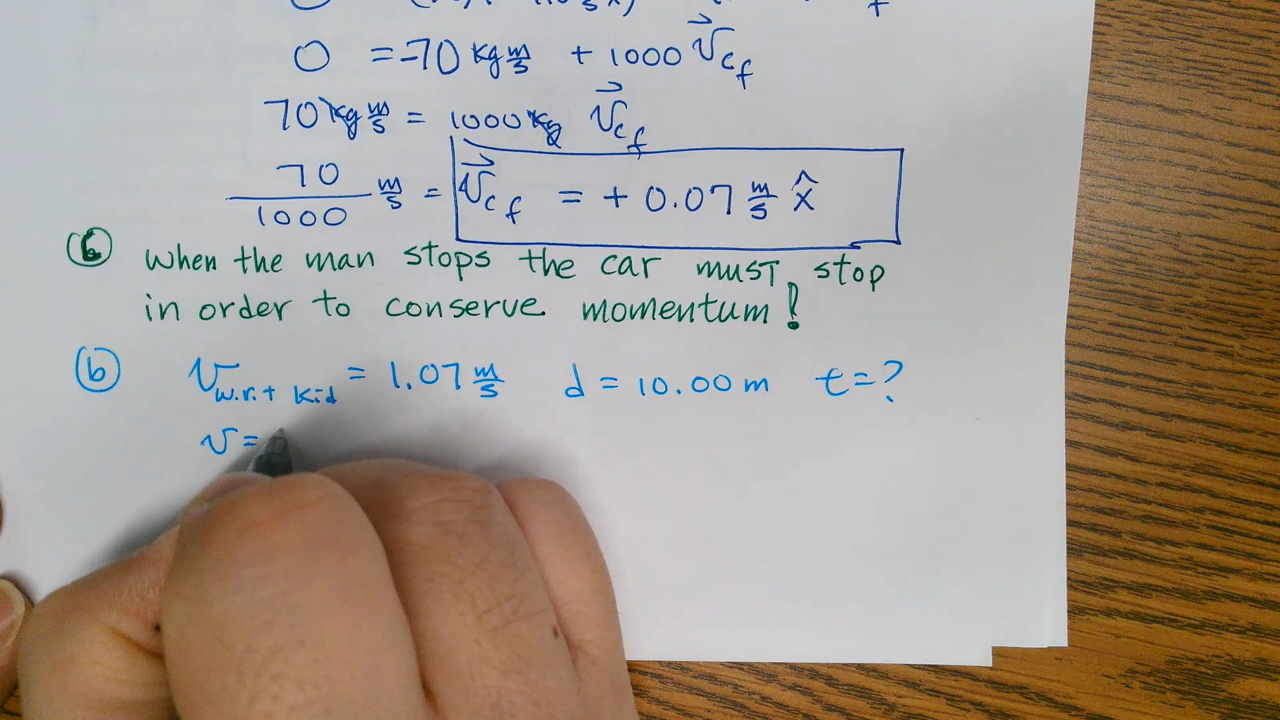 0 = -70 kg m/s + 1000 v⃗cf
70 kg m/s = 1000 kg v⃗cf
70/1000 m/s = v⃗cf = + 0.07 m/s x̂
(c) when the man stops the car must stop
in order to conserve momentum!
(b) v w.r.t kid = 1.07 m/s d = 10.00 m t = ?
v =